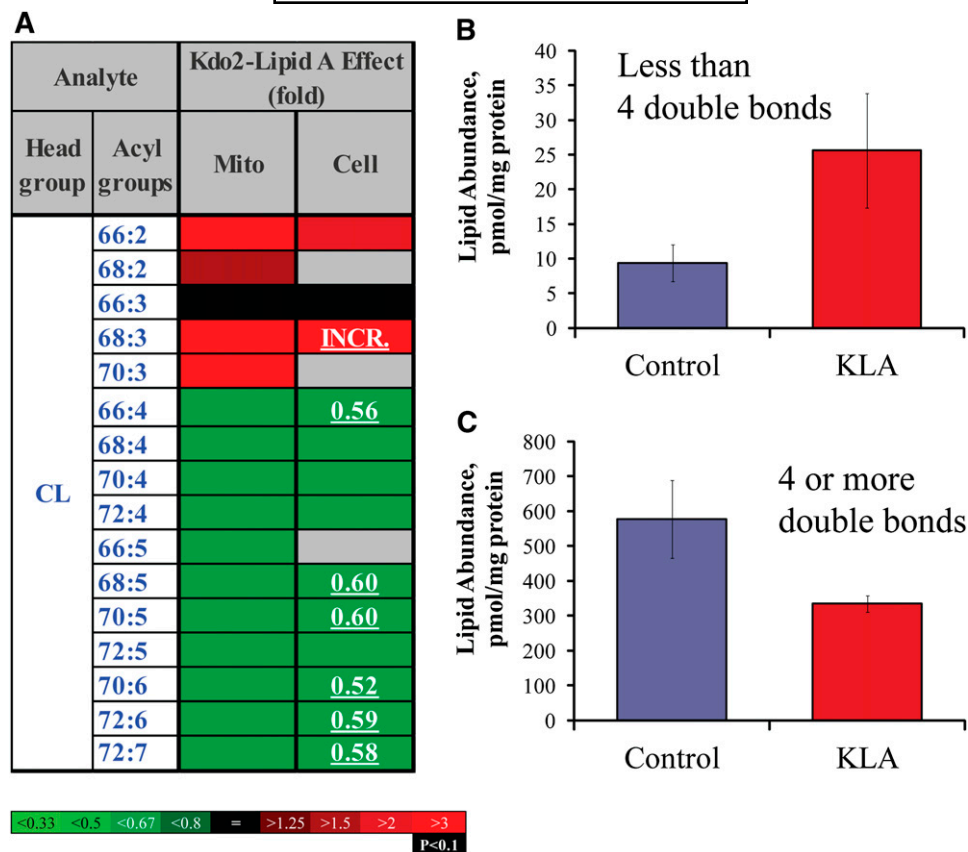 A
Analyte
Kdo2-Lipid A Effect
(fold)
Head
group
Acyl
groups
Mito
Cell
CL
66:2
68:2
66:3
68:3
INCR.
70:3
66:4
0.56
68:4
70:4
72:4
66:5
68:5
0.60
70:5
0.60
72:5
70:6
0.52
72:6
0.59
72:7
0.58
<0.33 <0.5 <0.67 <0.8 = >1.25 >1.5 >2 >3
P<0.1
B
Less than
4 double bonds
Lipid Abundance,
pmol/mg protein
40
35
30
25
20
15
10
5
0
Control
KLA
C
4 or more
double bonds
Lipid Abundance,
pmol/mg protein
800
700
600
500
400
300
200
100
0
Control
KLA